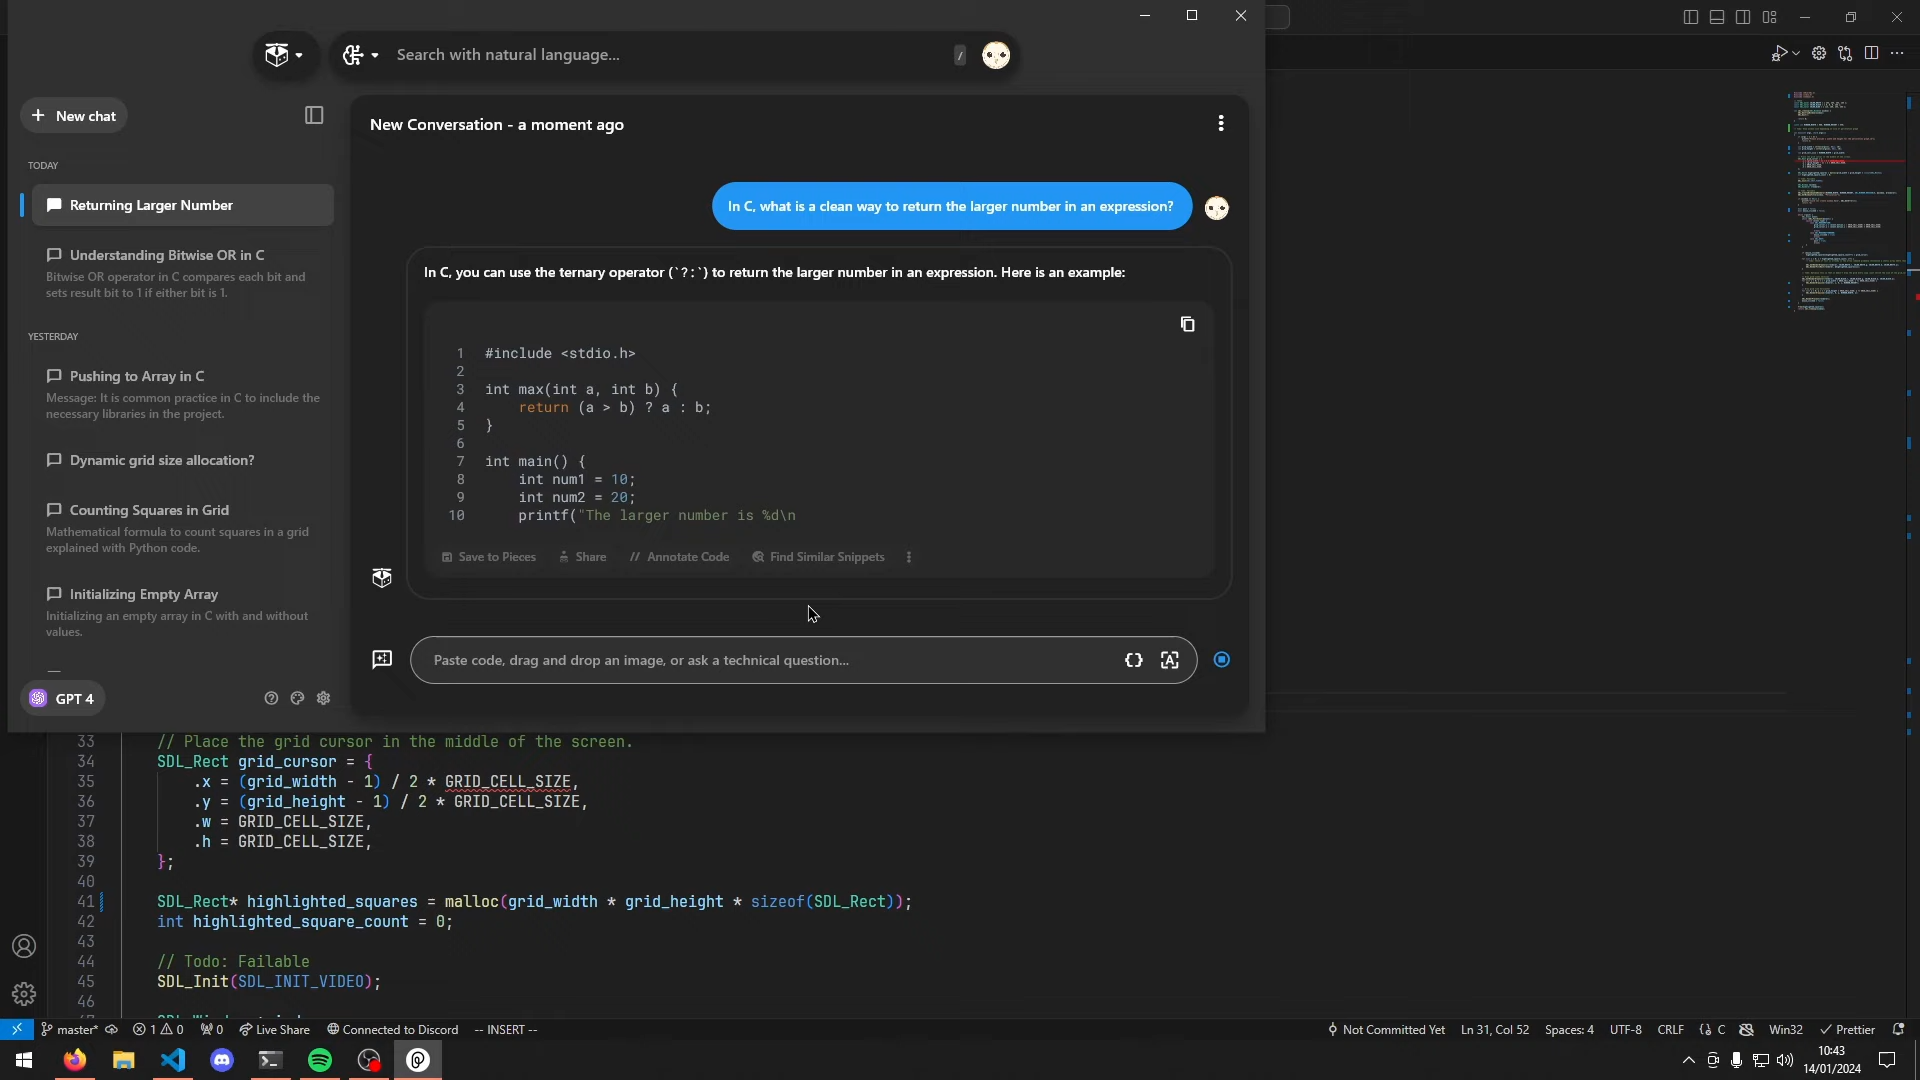 Search with natural language...
/
New chat
New Conversation - a moment ago
TODAY
Returning Larger Number
Understanding Bitwise OR in C
Bitwise OR operator in C compares each bit and
sets result bit to 1 if either bit is 1.
YESTERDAY
Pushing to Array in C
Message: It is common practice in C to include the
necessary libraries in the project.
Dynamic grid size allocation?
Counting Squares in Grid
Mathematical formula to count squares in a grid
explained with Python code.
Initializing Empty Array
Initializing an empty array in C with and without
values.
GPT 4
In C, what is a clean way to return the larger number in an expression?
In C, you can use the ternary operator (`?:`) to return the larger number in an expression. Here is an example:
1 #include <stdio.h>
2
3 int max(int a, int b) {
4 return (a > b) ? a : b;
5 }
6
7 int main() {
8 int num1 = 10;
9 int num2 = 20;
10 printf("The larger number is %d\n
Save to Pieces Share // Annotate Code Find Similar Snippets
Paste code, drag and drop an image, or ask a technical question...
33 // Place the grid cursor in the middle of the screen.
34 SDL_Rect grid_cursor = {
35 .x = (grid_width - 1) / 2 * GRID_CELL_SIZE,
36 .y = (grid_height - 1) / 2 * GRID_CELL_SIZE,
37 .w = GRID_CELL_SIZE,
38 .h = GRID_CELL_SIZE,
39 };
40
41 SDL_Rect* highlighted_squares = malloc(grid_width * grid_height * sizeof(SDL_Rect));
42 int highlighted_square_count = 0;
43
44 // Todo: Failable
45 SDL_Init(SDL_INIT_VIDEO);
46
master* 1 0 0 Live Share Connected to Discord -- INSERT -- Not Committed Yet Ln 31, Col 52 Spaces: 4 UTF-8 CRLF {} C Win32 Prettier
10:43
14/01/2024